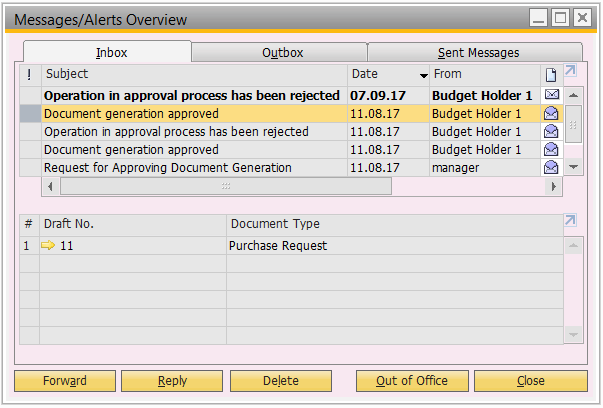 Messages/Alerts Overview
Inbox Outbox Sent Messages
! Subject Date From
Operation in approval process has been rejected 07.09.17 Budget Holder 1
Document generation approved 11.08.17 Budget Holder 1
Operation in approval process has been rejected 11.08.17 Budget Holder 1
Document generation approved 11.08.17 Budget Holder 1
Request for Approving Document Generation 11.08.17 manager
# Draft No. Document Type
1 11 Purchase Request
Forward Reply Delete Out of Office Close